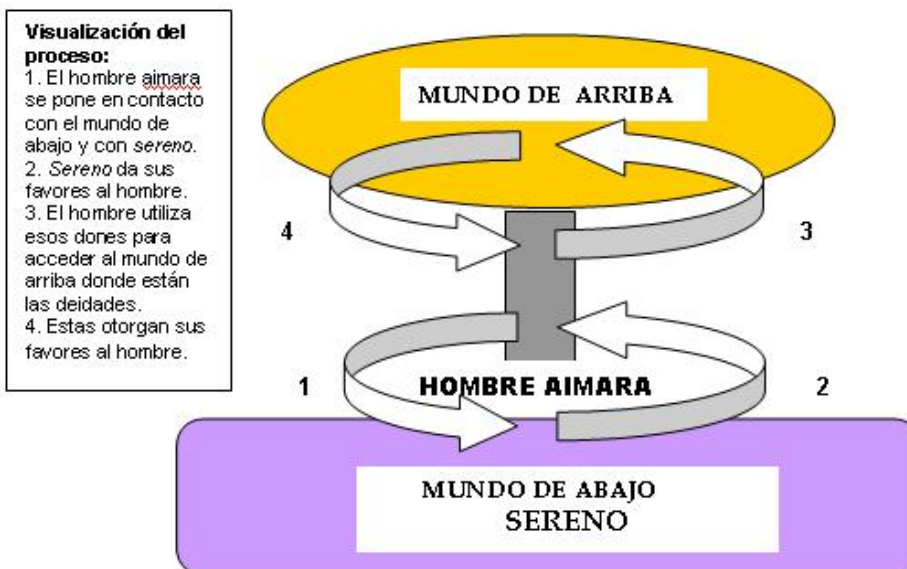 Visualización del
proceso:
1. El hombre aimara
se pone en contacto
con el mundo de
abajo y con sereno.
2. Sereno da sus
favores al hombre.
3. El hombre utiliza
esos dones para
acceder al mundo de
arriba donde están
las deidades.
4. Estas otorgan sus
favores al hombre.
MUNDO DE ARRIBA
4
3
1
HOMBRE AIMARA
2
MUNDO DE ABAJO
SERENO